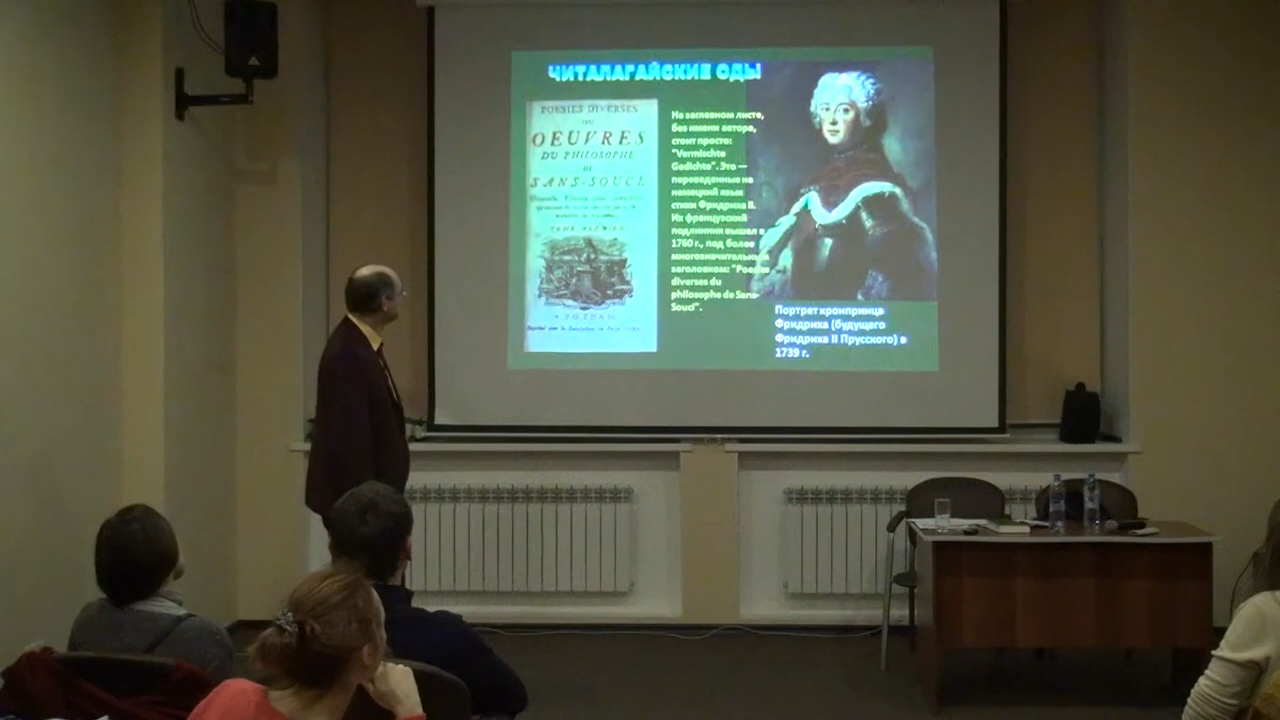 ЧИТАЛАГАЙСКИЕ ОДЫ
POESIES DIVERSES
OU
OEUVRES
DU PHILOSOPHE
DE
SANS-SOUCI.
На заглавном листе,
без имени автора,
стоит просто:
"Vermischte
Gedichte". Это —
переведенные на
немецкий язык
стихи Фридриха II.
Их французский
подлинник вышел в
1760 г., под более
многозначительным
заголовком: "Poesies
diverses du
philosophe de Sans-
Souci".
A POZDAM,
Портрет кронпринца
Фридриха (будущего
Фридриха II Прусского) в
1739 г.